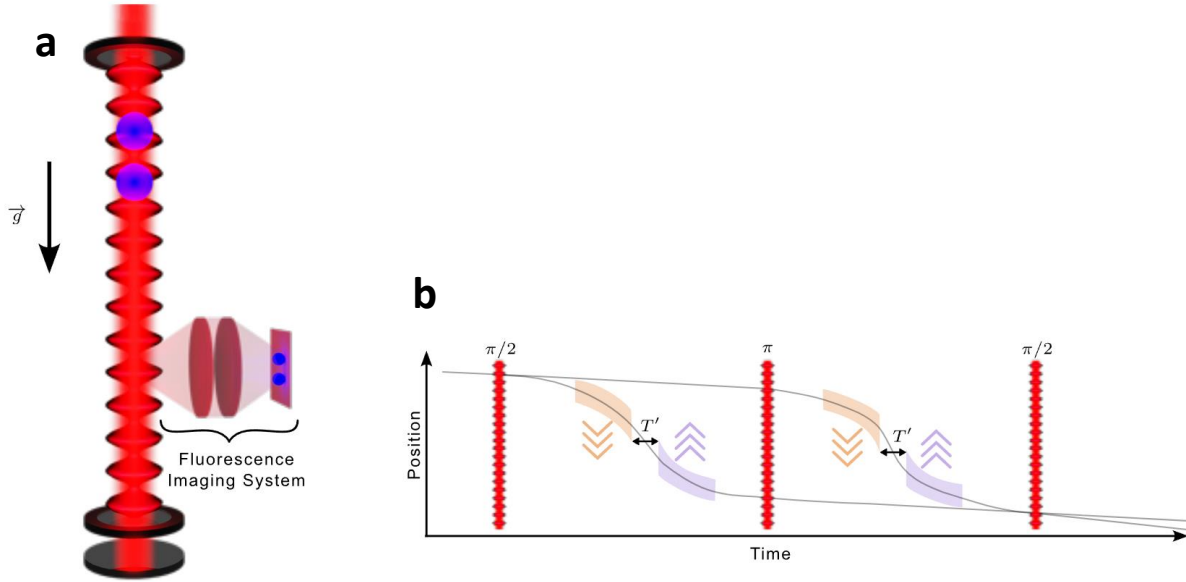 a
g
Fluorescence
Imaging System
b
π/2
π
π/2
T′
T′
Position
Time